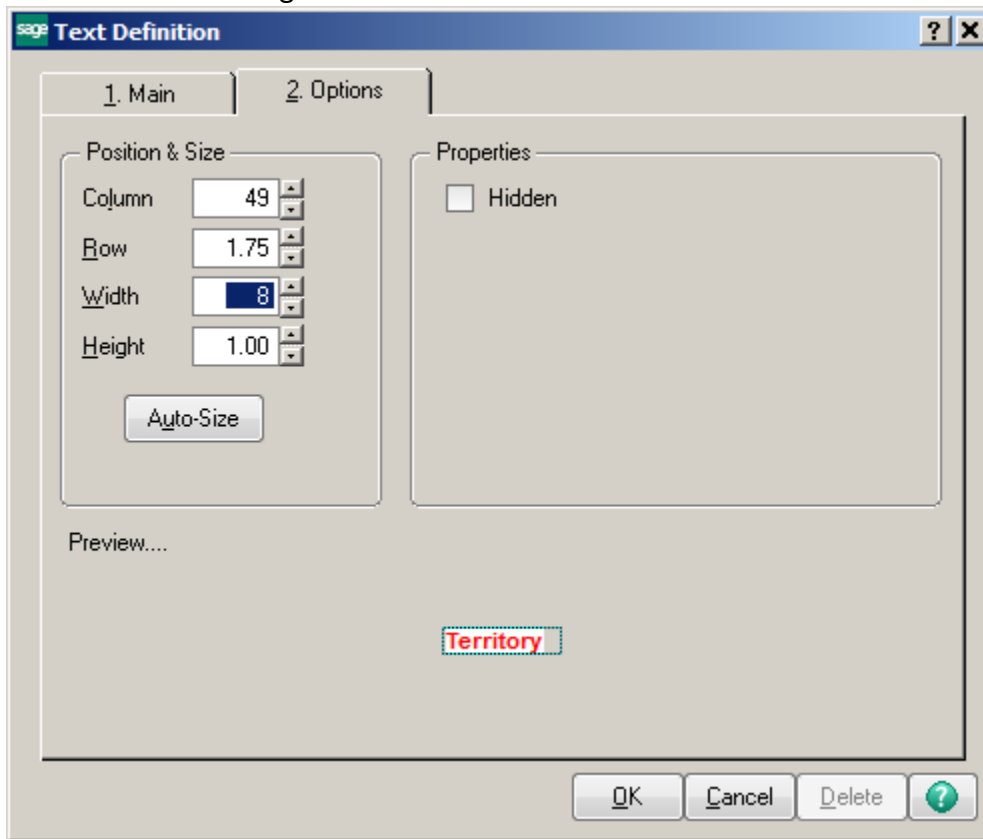 sage Text Definition
1. Main
2. Options
Position & Size
Column 49
Row 1.75
Width 8
Height 1.00
Auto-Size
Properties
Hidden
Preview....
Territory
OK Cancel Delete ?